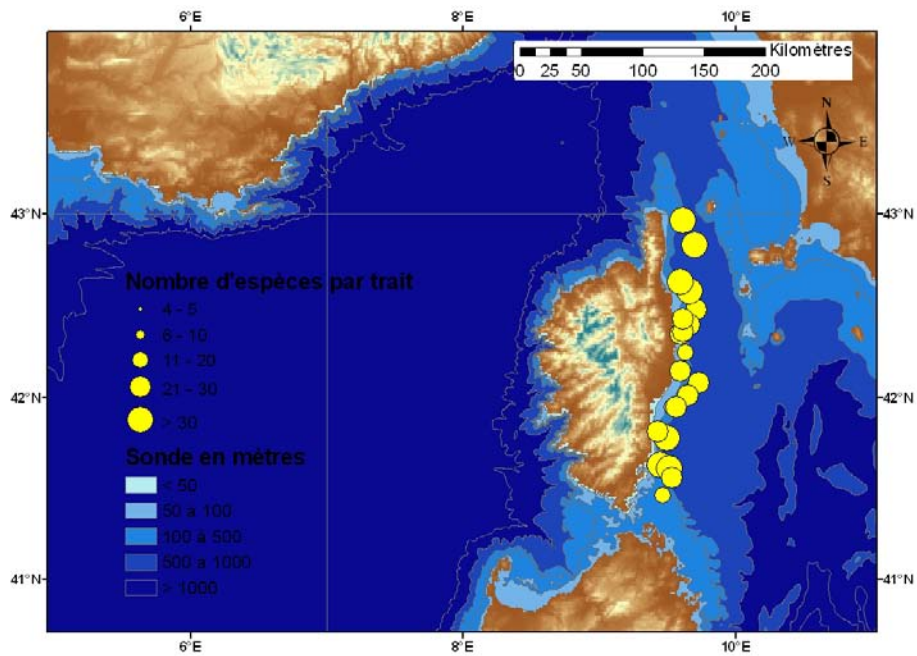 6°E 8°E 10°E
Kilomètres
0 25 50 100 150 200
N
W E
S
43°N 43°N
Nombre d'espèces par trait
4 - 5
6 - 10
11 - 20
21 - 30
> 30
42°N 42°N
Sonde en mètres
< 50
50 à 100
100 à 500
500 à 1000
> 1000
41°N 41°N
6°E 8°E 10°E